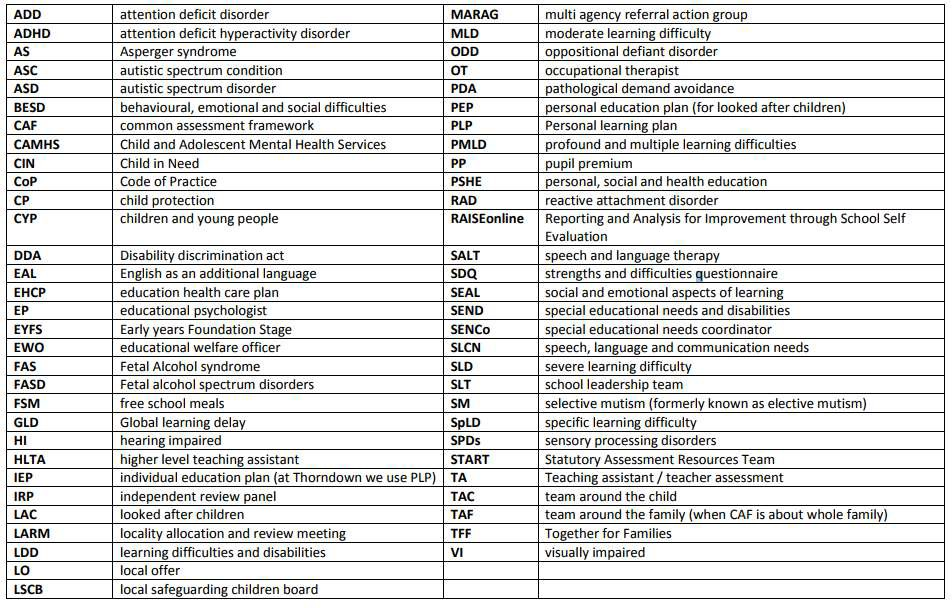 ADD attention deficit disorder MARAG multi agency referral action group
ADHD attention deficit hyperactivity disorder MLD moderate learning difficulty
AS Asperger syndrome ODD oppositional defiant disorder
ASC autistic spectrum condition OT occupational therapist
ASD autistic spectrum disorder PDA pathological demand avoidance
BESD behavioural, emotional and social difficulties PEP personal education plan (for looked after children)
CAF common assessment framework PLP Personal learning plan
CAMHS Child and Adolescent Mental Health Services PMLD profound and multiple learning difficulties
CIN Child in Need PP pupil premium
CoP Code of Practice PSHE personal, social and health education
CP child protection RAD reactive attachment disorder
CYP children and young people RAISEonline Reporting and Analysis for Improvement through School Self
Evaluation
DDA Disability discrimination act SALT speech and language therapy
EAL English as an additional language SDQ strengths and difficulties questionnaire
EHCP education health care plan SEAL social and emotional aspects of learning
EP educational psychologist SEND special educational needs and disabilities
EYFS Early years Foundation Stage SENCo special educational needs coordinator
EWO educational welfare officer SLCN speech, language and communication needs
FAS Fetal Alcohol syndrome SLD severe learning difficulty
FASD Fetal alcohol spectrum disorders SLT school leadership team
FSM free school meals SM selective mutism (formerly known as elective mutism)
GLD Global learning delay SpLD specific learning difficulty
HI hearing impaired SPDs sensory processing disorders
HLTA higher level teaching assistant START Statutory Assessment Resources Team
IEP individual education plan (at Thorndown we use PLP) TA Teaching assistant / teacher assessment
IRP independent review panel TAC team around the child
LAC looked after children TAF team around the family (when CAF is about whole family)
LARM locality allocation and review meeting TFF Together for Families
LDD learning difficulties and disabilities VI visually impaired
LO local offer
LSCB local safeguarding children board